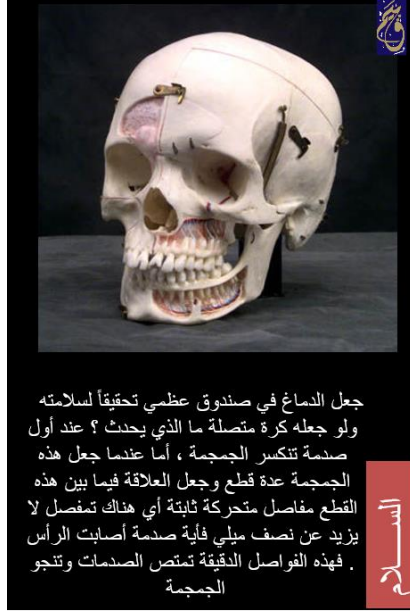 جعل الدماغ في صندوق عظمي تحقيقاً لسلامته
ولو جعله كرة متصلة ما الذي يحدث ؟ عند أول
صدمة تنكسر الجمجمة ، أما عندما جعل هذه
الجمجمة عدة قطع وجعل العلاقة فيما بين هذه
القطع مفاصل متحركة ثابتة أي هناك تمفصل لا
يزيد عن نصف ميلي فأية صدمة أصابت الرأس
. فهذه الفواصل الدقيقة تمتص الصدمات وتنجو
الجمجمة
السلام